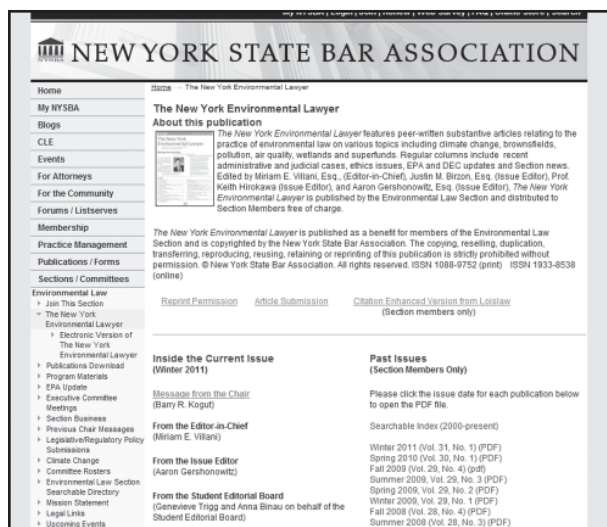 My NYSBA | Login | Join | Renew | Web Survey | FAQ | Online Store | Search
NYSBA
NEW YORK STATE BAR ASSOCIATION
Home
My NYSBA
Blogs
CLE
Events
For Attorneys
For the Community
Forums / Listserves
Membership
Practice Management
Publications / Forms
Sections / Committees
Environmental Law
Join This Section
The New York
Environmental Lawyer
Electronic Version of
The New York
Environmental Lawyer
Publications Download
Program Materials
EPA Update
Executive Committee
Meetings
Section Business
Previous Chair Messages
Legislative/Regulatory Policy
Submissions
Climate Change
Committee Rosters
Environmental Law Section
Searchable Directory
Mission Statement
Legal Links
Upcoming Events
Home → The New York Environmental Lawyer
The New York Environmental Lawyer
About this publication
The New York Environmental Lawyer features peer-written substantive articles relating to the
practice of environmental law on various topics including climate change, brownsfields,
pollution, air quality, wetlands and superfunds. Regular columns include recent
administrative and judicial cases, ethics issues, EPA and DEC updates and Section news.
Edited by Miriam E. Villani, Esq., (Editor-in-Chief), Justin M. Birzon, Esq. (Issue Editor), Prof.
Keith Hirokawa (Issue Editor), and Aaron Gershonowitz, Esq. (Issue Editor), The New York
Environmental Lawyer is published by the Environmental Law Section and distributed to
Section Members free of charge.
The New York Environmental Lawyer is published as a benefit for members of the Environmental Law
Section and is copyrighted by the New York State Bar Association. The copying, reselling, duplication,
transferring, reproducing, reusing, retaining or reprinting of this publication is strictly prohibited without
permission. © New York State Bar Association. All rights reserved. ISSN 1088-9752 (print) ISSN 1933-8538
(online)
Reprint Permission Article Submission Citation Enhanced Version from Loislaw
(Section members only)
Inside the Current Issue
(Winter 2011)
Message from the Chair
(Barry R. Kogut)
From the Editor-in-Chief
(Miriam E. Villani)
From the Issue Editor
(Aaron Gershonowitz)
From the Student Editorial Board
(Genevieve Trigg and Anna Binau on behalf of the
Student Editorial Board)
Past Issues
(Section Members Only)
Please click the issue date for each publication below
to open the PDF file.
Searchable Index (2000-present)
Winter 2011 (Vol. 31, No. 1) (PDF)
Spring 2010 (Vol. 30, No. 1) (PDF)
Fall 2009 (Vol. 29, No. 4) (pdf)
Summer 2009, Vol. 29, No. 3 (PDF)
Spring 2009, Vol. 29, No. 2 (PDF)
Winter 2009, Vol. 29, No. 1 (PDF)
Fall 2008 (Vol. 28, No. 4) (PDF)
Summer 2008 (Vol. 28, No. 3) (PDF)